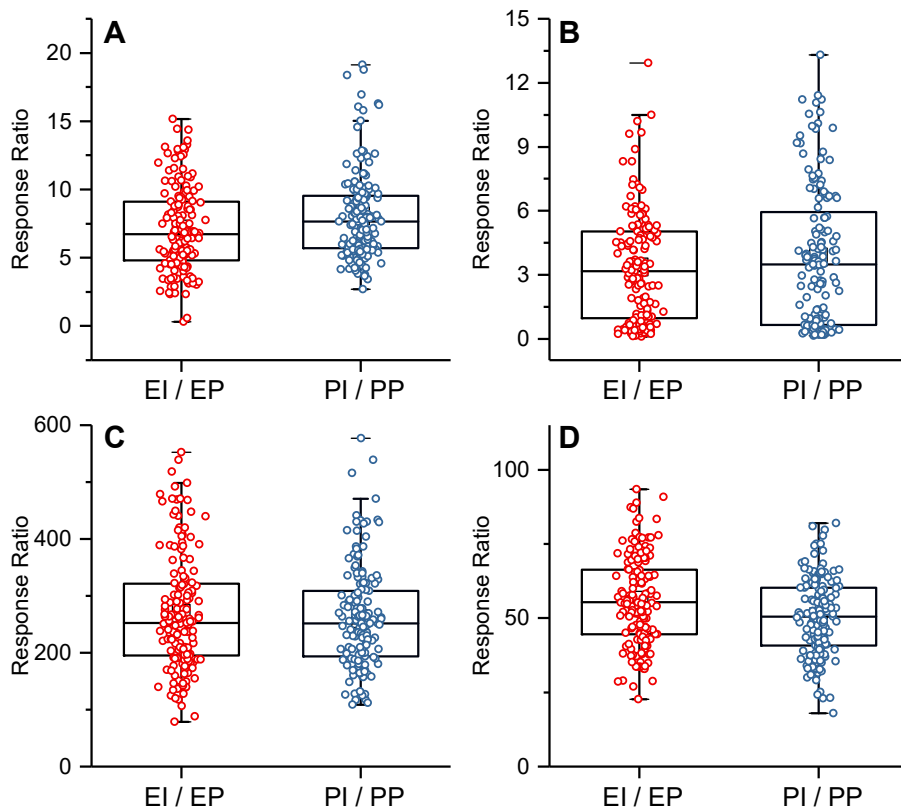 A
Response Ratio
20
15
10
5
0
EI / EP
PI / PP
B
Response Ratio
15
12
9
6
3
0
EI / EP
PI / PP
C
Response Ratio
600
400
200
0
EI / EP
PI / PP
D
Response Ratio
100
50
0
EI / EP
PI / PP